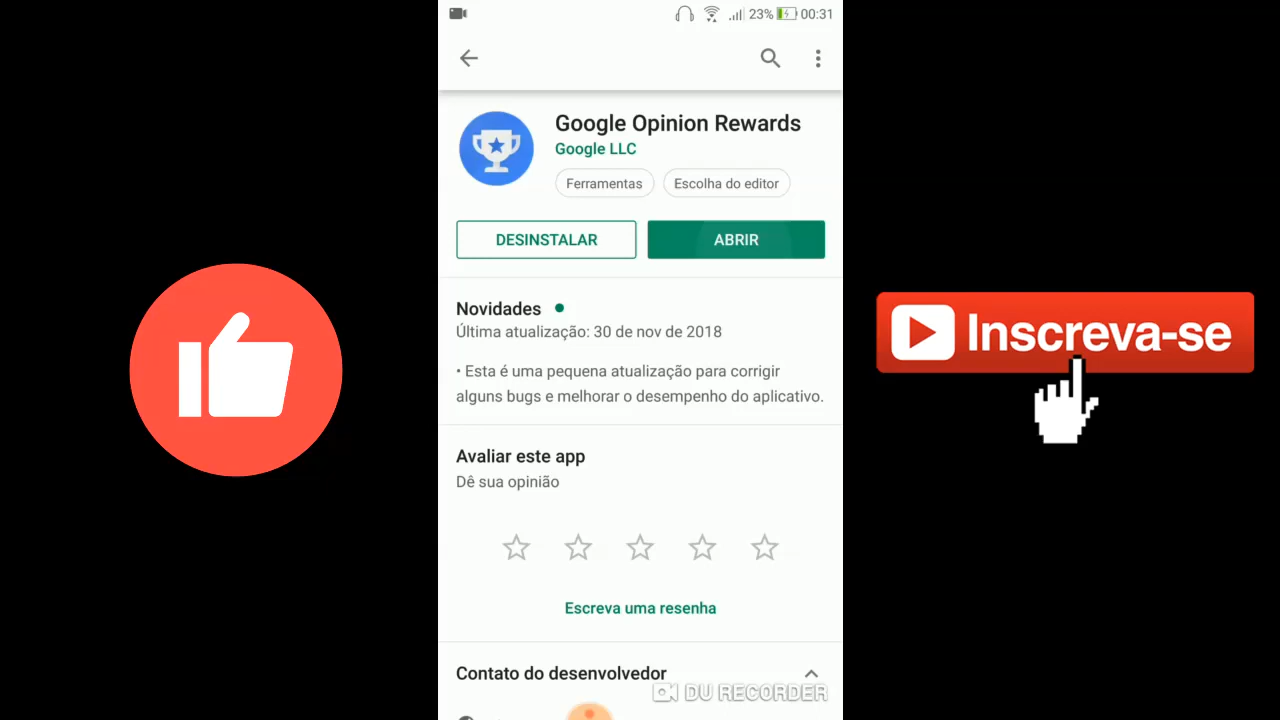 23% 00:31
Google Opinion Rewards
Google LLC
Ferramentas Escolha do editor
DESINSTALAR ABRIR
Novidades
Última atualização: 30 de nov de 2018
• Esta é uma pequena atualização para corrigir
alguns bugs e melhorar o desempenho do aplicativo.
Inscreva-se
Avaliar este app
Dê sua opinião
Escreva uma resenha
Contato do desenvolvedor
DU RECORDER